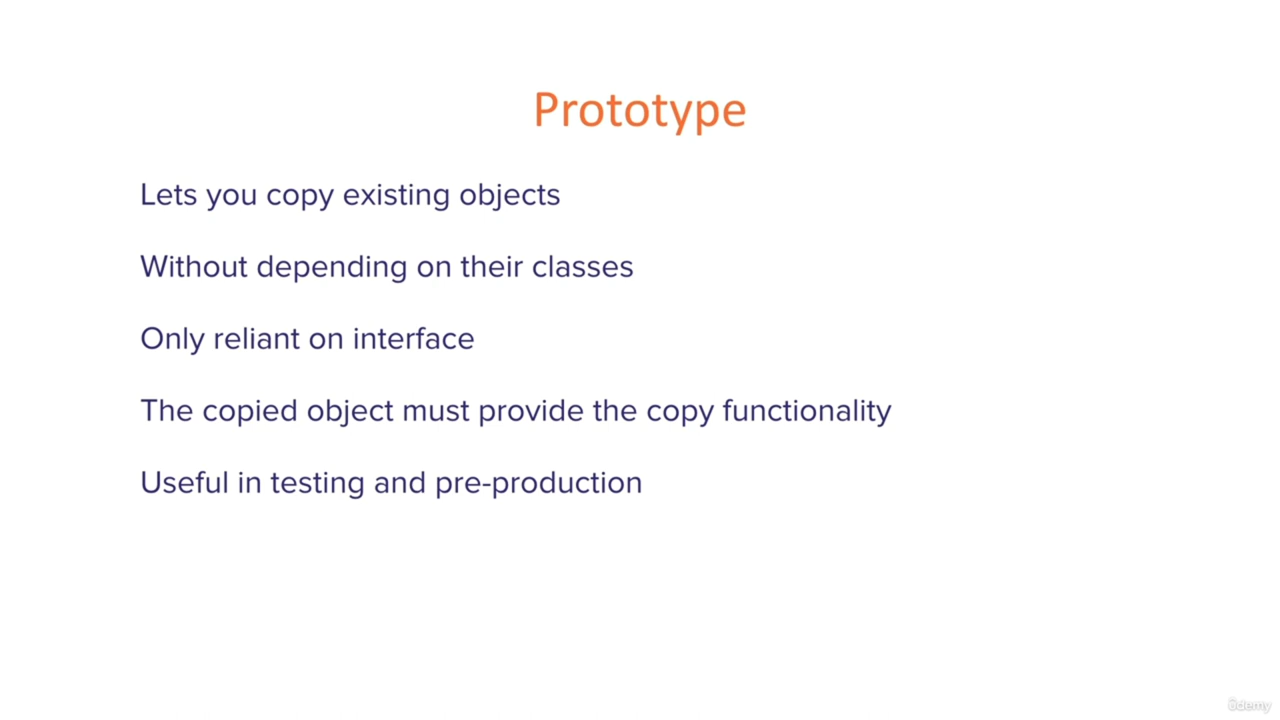 Prototype
Lets you copy existing objects
Without depending on their classes
Only reliant on interface
The copied object must provide the copy functionality
Useful in testing and pre-production
ûdemy